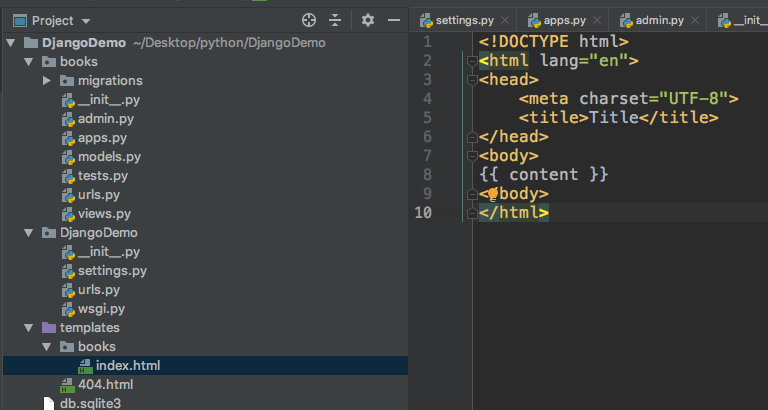 Project
DjangoDemo ~/Desktop/python/DjangoDemo
books
migrations
__init__.py
admin.py
apps.py
models.py
tests.py
urls.py
views.py
DjangoDemo
__init__.py
settings.py
urls.py
wsgi.py
templates
books
index.html
404.html
db.sqlite3
settings.py apps.py admin.py __init__
1 <!DOCTYPE html>
2 <html lang="en">
3 <head>
4 <meta charset="UTF-8">
5 <title>Title</title>
6 </head>
7 <body>
8 {{ content }}
9 </body>
10 </html>